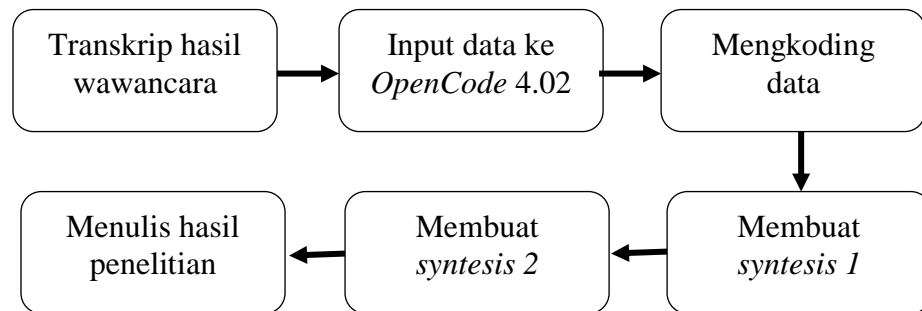 Transkrip hasil
wawancara
Input data ke
OpenCode 4.02
Mengkoding
data
Membuat
syntesis 1
Membuat
syntesis 2
Menulis hasil
penelitian